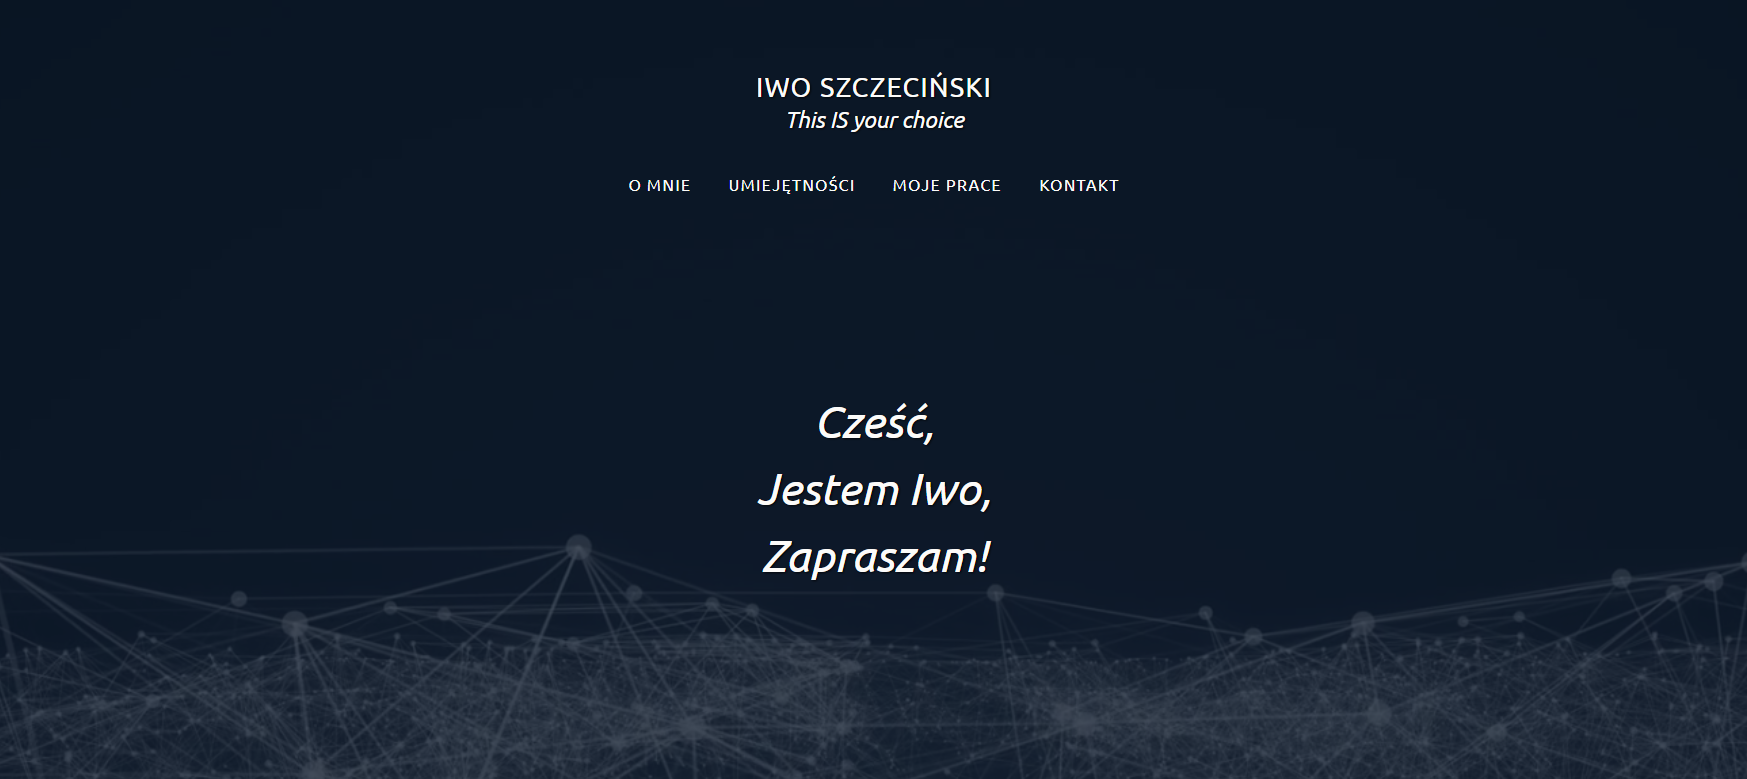 IWO SZCZECIŃSKI
This IS your choice
O MNIE UMIEJĘTNOŚCI MOJE PRACE KONTAKT
Cześć,
Jestem Iwo,
Zapraszam!